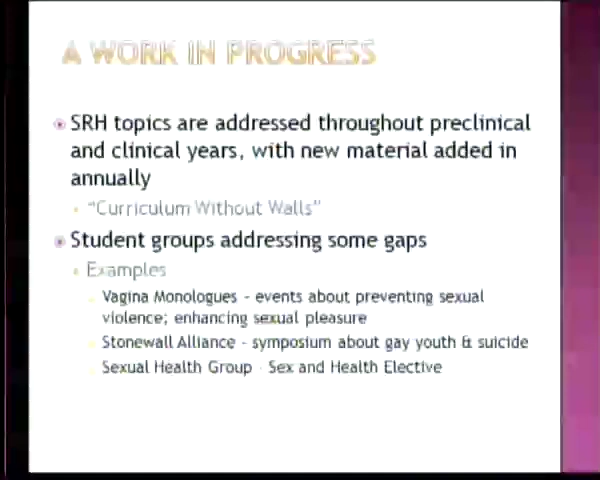 A WORK IN PROGRESS
SRH topics are addressed throughout preclinical
and clinical years, with new material added in
annually
"Curriculum Without Walls"
Student groups addressing some gaps
Examples
Vagina Monologues - events about preventing sexual
violence; enhancing sexual pleasure
Stonewall Alliance - symposium about gay youth & suicide
Sexual Health Group - Sex and Health Elective